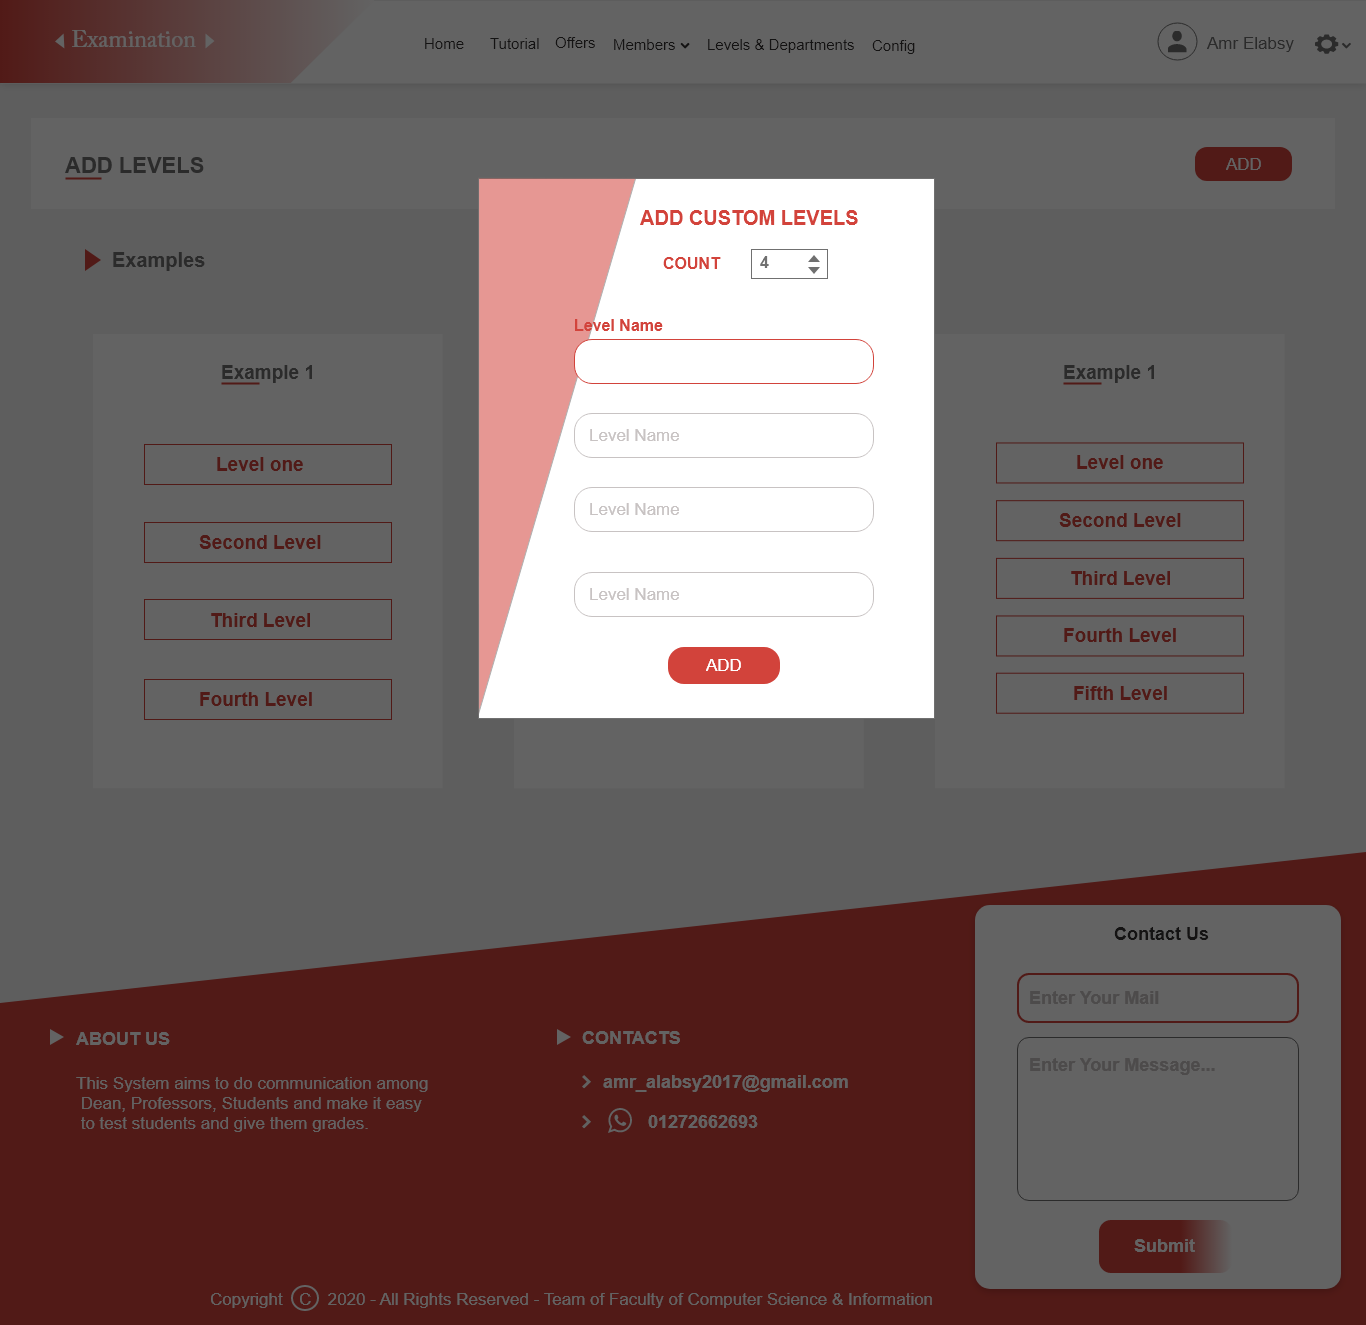 Examination
Home Tutorial Offers Members Levels & Departments Config
Amr Elabsy
ADD LEVELS
ADD
Examples
ADD CUSTOM LEVELS
COUNT 4
Level Name
Level Name
Level Name
Level Name
ADD
Example 1
Level one
Second Level
Third Level
Fourth Level
Example 1
Level one
Second Level
Third Level
Fourth Level
Fifth Level
ABOUT US
This System aims to do communication among
Dean, Professors, Students and make it easy
to test students and give them grades.
CONTACTS
amr_alabsy2017@gmail.com
01272662693
Contact Us
Enter Your Mail
Enter Your Message...
Submit
Copyright © 2020 - All Rights Reserved - Team of Faculty of Computer Science & Information